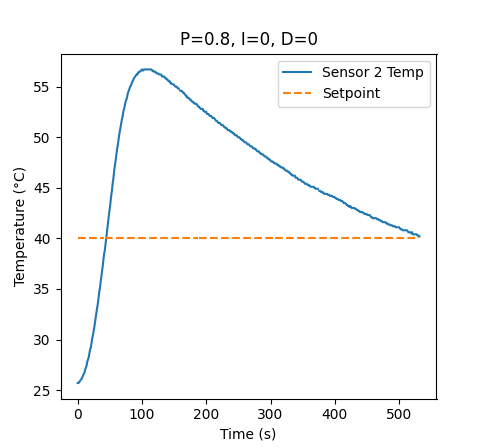 P=0.8, I=0, D=0
Sensor 2 Temp
Setpoint
Temperature (°C)
55
50
45
40
35
30
25
0 100 200 300 400 500
Time (s)